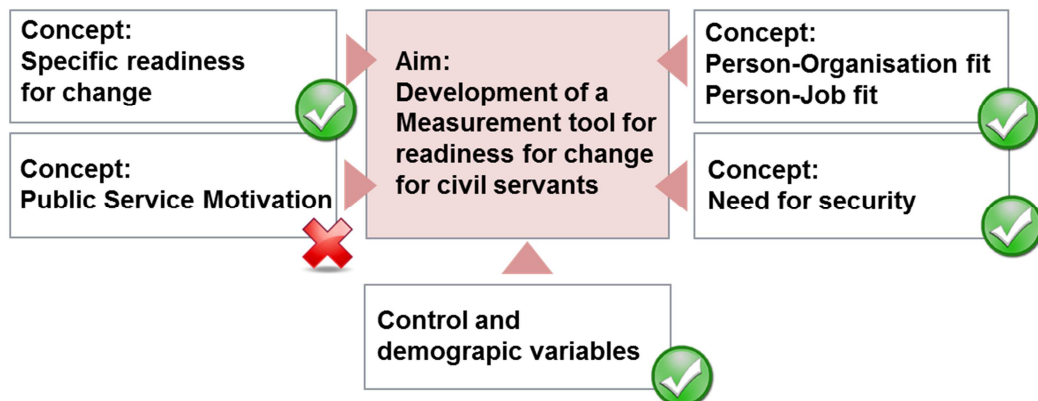 Concept:
Specific readiness
for change
Concept:
Public Service Motivation
Aim:
Development of a
Measurement tool for
readiness for change
for civil servants
Concept:
Person-Organisation fit
Person-Job fit
Concept:
Need for security
Control and
demograpic variables